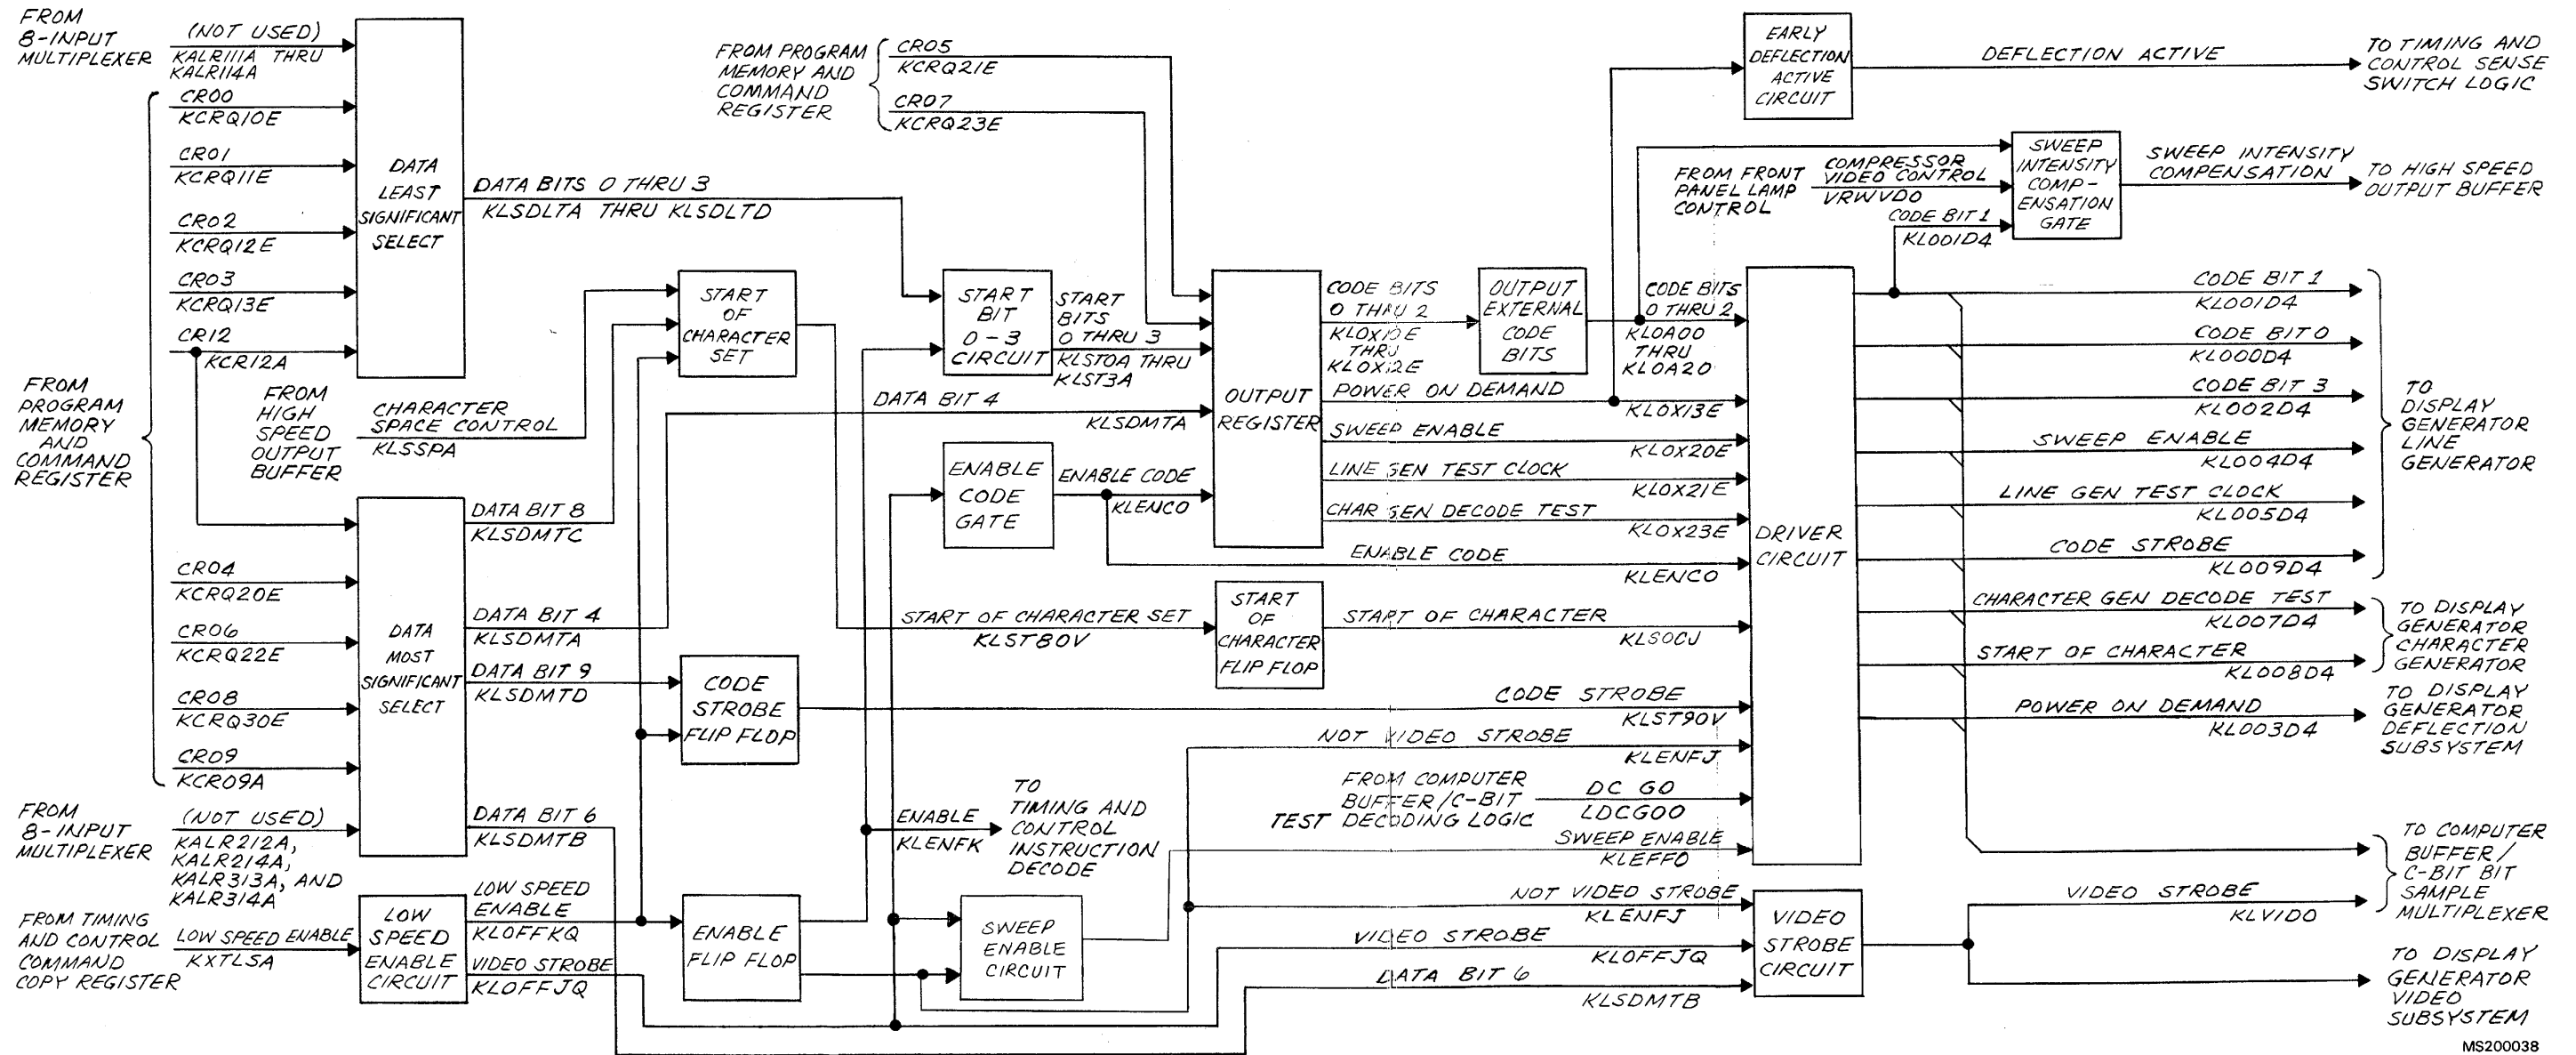 FROM
8-INPUT
MULTIPLEXER
(NOT USED)
KALR111A THRU
KALR114A
CR00
KCRQ10E
CR01
KCRQ11E
CR02
KCRQ12E
CR03
KCRQ13E
CR12
KCR12A
FROM
PROGRAM
MEMORY
AND
COMMAND
REGISTER
DATA
LEAST
SIGNIFICANT
SELECT
DATA BITS 0 THRU 3
KLSDLTA THRU KLSDLTD
FROM
HIGH
SPEED
OUTPUT
BUFFER
CHARACTER
SPACE CONTROL
KLSSPA
CR04
KCRQ20E
CR06
KCRQ22E
CR08
KCRQ30E
CR09
KCR09A
FROM
8-INPUT
MULTIPLEXER
(NOT USED)
KALR212A,
KALR214A,
KALR313A, AND
KALR314A
FROM TIMING
AND CONTROL
COMMAND
COPY REGISTER
LOW SPEED ENABLE
KXTLSA
DATA
MOST
SIGNIFICANT
SELECT
DATA BIT 8
KLSDMTC
DATA BIT 4
KLSDMTA
DATA BIT 9
KLSDMTD
DATA BIT 6
KLSDMTB
LOW
SPEED
ENABLE
CIRCUIT
LOW SPEED
ENABLE
KLOFFKQ
VIDEO STROBE
KLOFFJQ
START
OF
CHARACTER
SET
CODE
STROBE
FLIP FLOP
ENABLE
FLIP FLOP
FROM PROGRAM
MEMORY AND
COMMAND
REGISTER
CR05
KCRQ21E
CR07
KCRQ23E
START
BIT
0-3
CIRCUIT
START
BITS
0 THRU 3
KLST0A THRU
KLST3A
DATA BIT 4
KLSDMTA
ENABLE
CODE
GATE
ENABLE CODE
KLENCO
START OF CHARACTER SET
KLST80V
ENABLE
KLENFK
TO
TIMING AND
CONTROL
INSTRUCTION
DECODE
SWEEP
ENABLE
CIRCUIT
OUTPUT
REGISTER
START
OF
CHARACTER
FLIP FLOP
CODE BITS
0 THRU 2
KLOX10E
THRU
KLOX12E
OUTPUT
EXTERNAL
CODE
BITS
CODE BITS
0 THRU 2
KLOA00
THRU
KLOA20
POWER ON DEMAND
KLOX13E
SWEEP ENABLE
KLOX20E
LINE GEN TEST CLOCK
KLOX21E
CHAR GEN DECODE TEST
KLOX23E
ENABLE CODE
KLENCO
START OF CHARACTER
KLSOCJ
CODE STROBE
KLST90V
NOT VIDEO STROBE
KLENFJ
FROM COMPUTER
BUFFER/C-BIT
TEST DECODING LOGIC
DC GO
LDCGOO
SWEEP ENABLE
KLEFFO
NOT VIDEO STROBE
KLENFJ
VIDEO STROBE
KLOFFJQ
DATA BIT 6
KLSDMTB
EARLY
DEFLECTION
ACTIVE
CIRCUIT
DEFLECTION ACTIVE
TO TIMING AND
CONTROL SENSE
SWITCH LOGIC
FROM FRONT
PANEL LAMP
CONTROL
COMPRESSOR
VIDEO CONTROL
VRWVDO
CODE BIT 1
KL001D4
SWEEP
INTENSITY
COMP-
ENSATION
GATE
SWEEP INTENSITY
COMPENSATION
TO HIGH SPEED
OUTPUT BUFFER
DRIVER
CIRCUIT
VIDEO
STROBE
CIRCUIT
CODE BIT 1
KL001D4
CODE BIT 0
KL000D4
CODE BIT 3
KL002D4
SWEEP ENABLE
KL004D4
LINE GEN TEST CLOCK
KL005D4
CODE STROBE
KL009D4
TO
DISPLAY
GENERATOR
LINE
GENERATOR
CHARACTER GEN DECODE TEST
KL007D4
START OF CHARACTER
KL008D4
TO DISPLAY
GENERATOR
CHARACTER
GENERATOR
POWER ON DEMAND
KL003D4
TO DISPLAY
GENERATOR
DEFLECTION
SUBSYSTEM
VIDEO STROBE
KLVIDO
TO COMPUTER
BUFFER/
C-BIT BIT
SAMPLE
MULTIPLEXER
TO DISPLAY
GENERATOR
VIDEO
SUBSYSTEM
MS200038